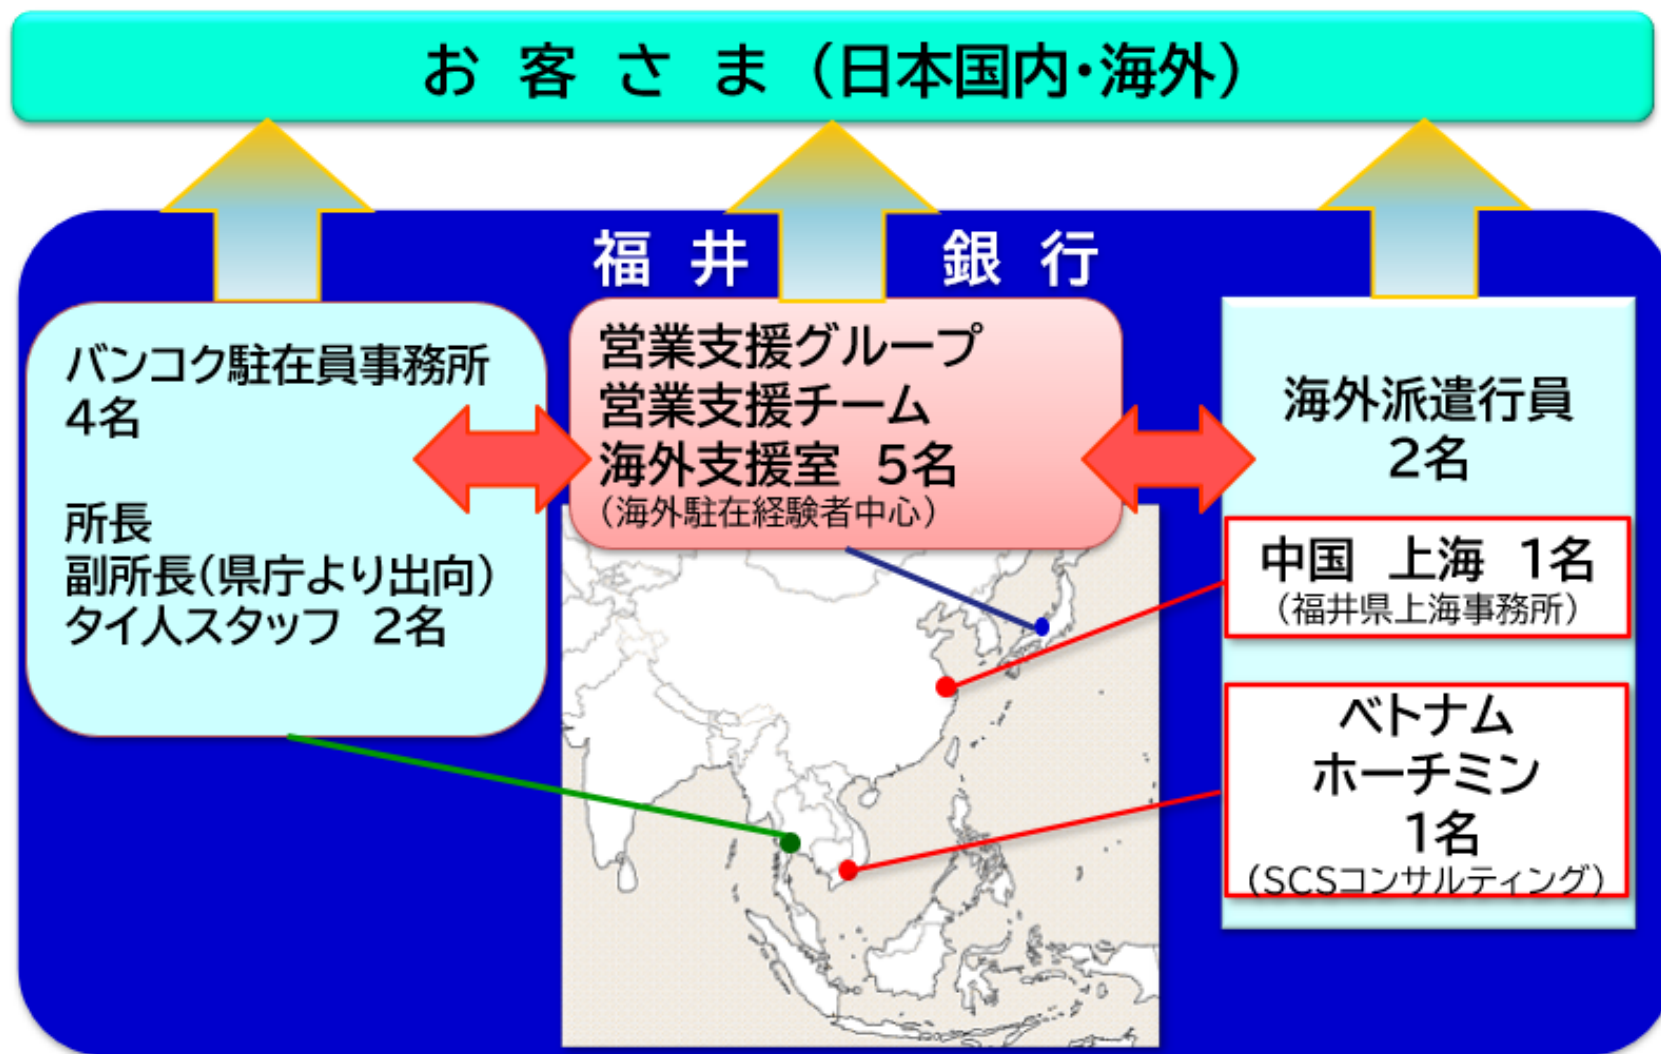 お客さま（日本国内・海外）
福井銀行
バンコク駐在員事務所
4名
所長
副所長（県庁より出向）
タイ人スタッフ 2名
営業支援グループ
営業支援チーム
海外支援室 5名
（海外駐在経験者中心）
海外派遣行員
2名
中国 上海 1名
（福井県上海事務所）
ベトナム
ホーチミン
1名
（SCSコンサルティング）